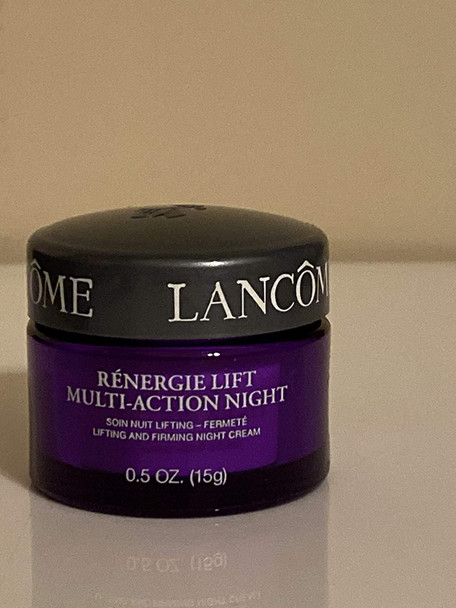 ÔME LANCÔM
RÉNERGIE LIFT
MULTI-ACTION NIGHT
SOIN NUIT LIFTING – FERMETÉ
LIFTING AND FIRMING NIGHT CREAM
0.5 OZ. (15g)